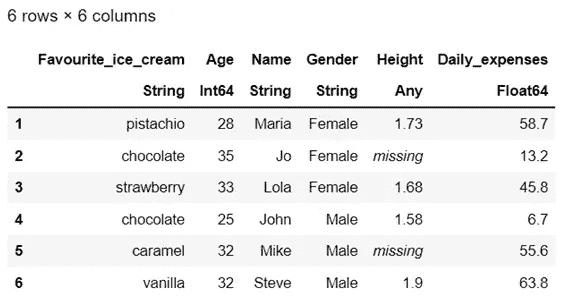 6 rows × 6 columns
Favourite_ice_cream Age Name Gender Height Daily_expenses
String Int64 String String Any Float64
1 pistachio 28 Maria Female 1.73 58.7
2 chocolate 35 Jo Female missing 13.2
3 strawberry 33 Lola Female 1.68 45.8
4 chocolate 25 John Male 1.58 6.7
5 caramel 32 Mike Male missing 55.6
6 vanilla 32 Steve Male 1.9 63.8